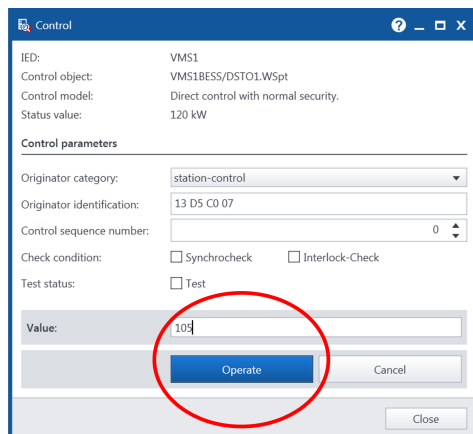 Control
IED: VMS1
Control object: VMS1BESS/DSTO1.WSpt
Control model: Direct control with normal security.
Status value: 120 kW
Control parameters
Originator category: station-control
Originator identification: 13 D5 C0 07
Control sequence number: 0
Check condition: Synchrocheck Interlock-Check
Test status: Test
Value: 105
Operate Cancel
Close